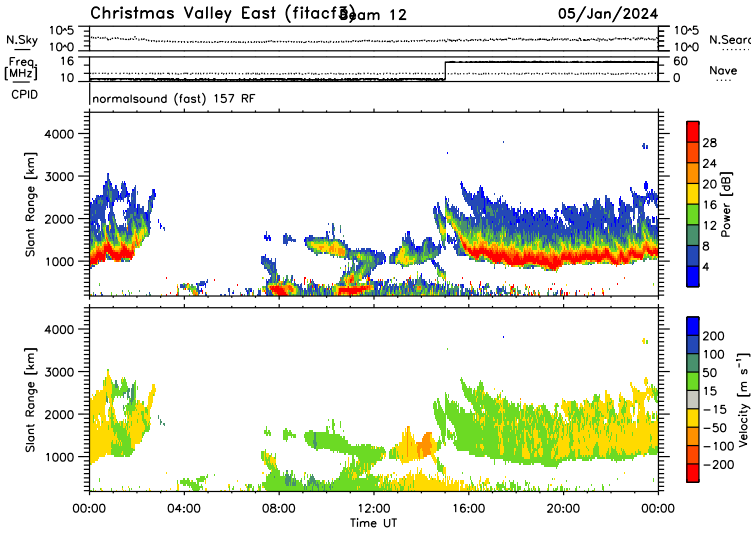 Christmas Valley East (fitacf3) Beam 12 05/Jan/2024
N.Sky 10^5 10^0 10^5 10^0 N.Sear
Freq. [MHz] 16 10 60 0 Nave
CPID normalsound (fast) 157 RF
Slant Range [km] 4000 3000 2000 1000
28 24 20 16 12 8 4 Power [dB]
Slant Range [km] 4000 3000 2000 1000
200 100 50 15 -15 -50 -100 -200 Velocity [m s⁻¹]
00:00 04:00 08:00 12:00 16:00 20:00 00:00
Time UT